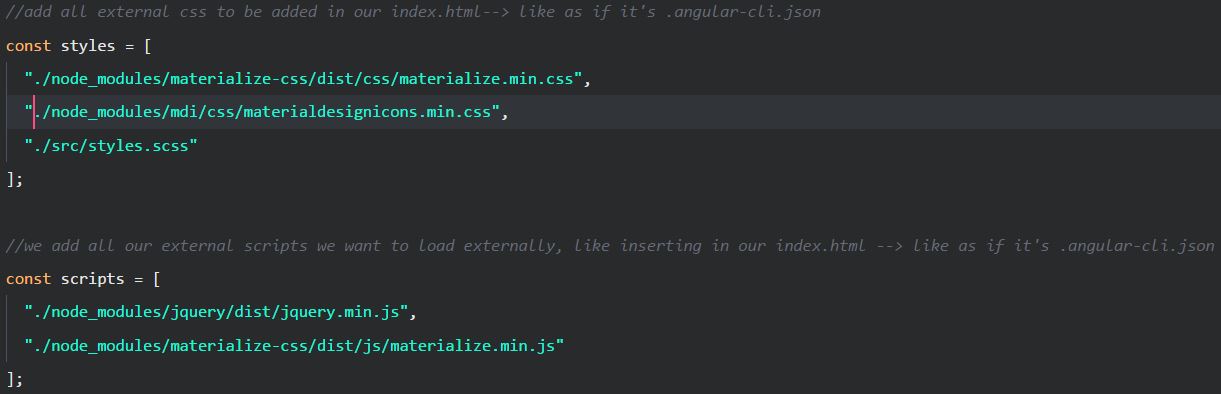 //add all external css to be added in our index.html--> like as if it's .angular-cli.json
const styles = [
"./node_modules/materialize-css/dist/css/materialize.min.css",
"./node_modules/mdi/css/materialdesignicons.min.css",
"./src/styles.scss"
];
//we add all our external scripts we want to load externally, like inserting in our index.html --> like as if it's .angular-cli.json
const scripts = [
"./node_modules/jquery/dist/jquery.min.js",
"./node_modules/materialize-css/dist/js/materialize.min.js"
];